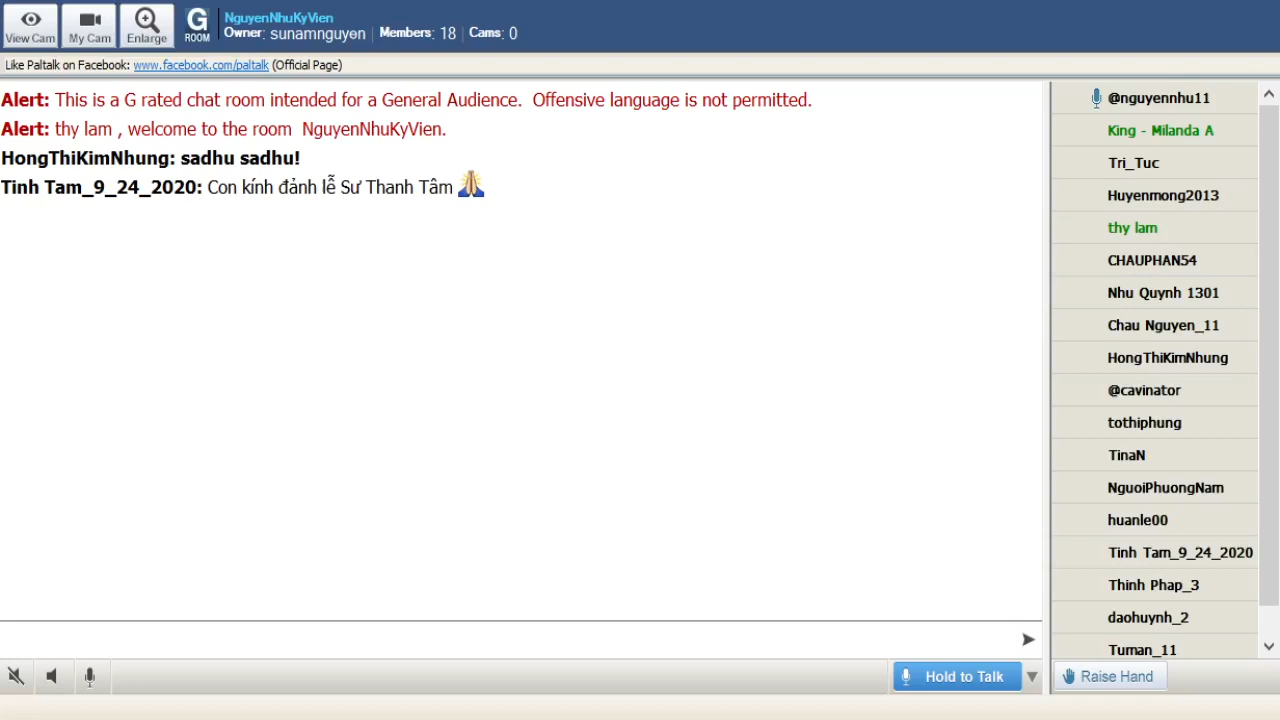 View Cam
My Cam
Enlarge
G
ROOM
NguyenNhuKyVien
Owner: sunamnguyen | Members: 18 | Cams: 0
Like Paltalk on Facebook: www.facebook.com/paltalk (Official Page)
Alert: This is a G rated chat room intended for a General Audience.  Offensive language is not permitted.
Alert: thy lam , welcome to the room  NguyenNhuKyVien.
HongThiKimNhung: sadhu sadhu!
Tinh Tam_9_24_2020: Con kính đảnh lễ Sư Thanh Tâm
@nguyennhu11
King - Milanda A
Tri_Tuc
Huyenmong2013
thy lam
CHAUPHAN54
Nhu Quynh 1301
Chau Nguyen_11
HongThiKimNhung
@cavinator
tothiphung
TinaN
NguoiPhuongNam
huanle00
Tinh Tam_9_24_2020
Thinh Phap_3
daohuynh_2
Tuman_11
Hold to Talk
Raise Hand